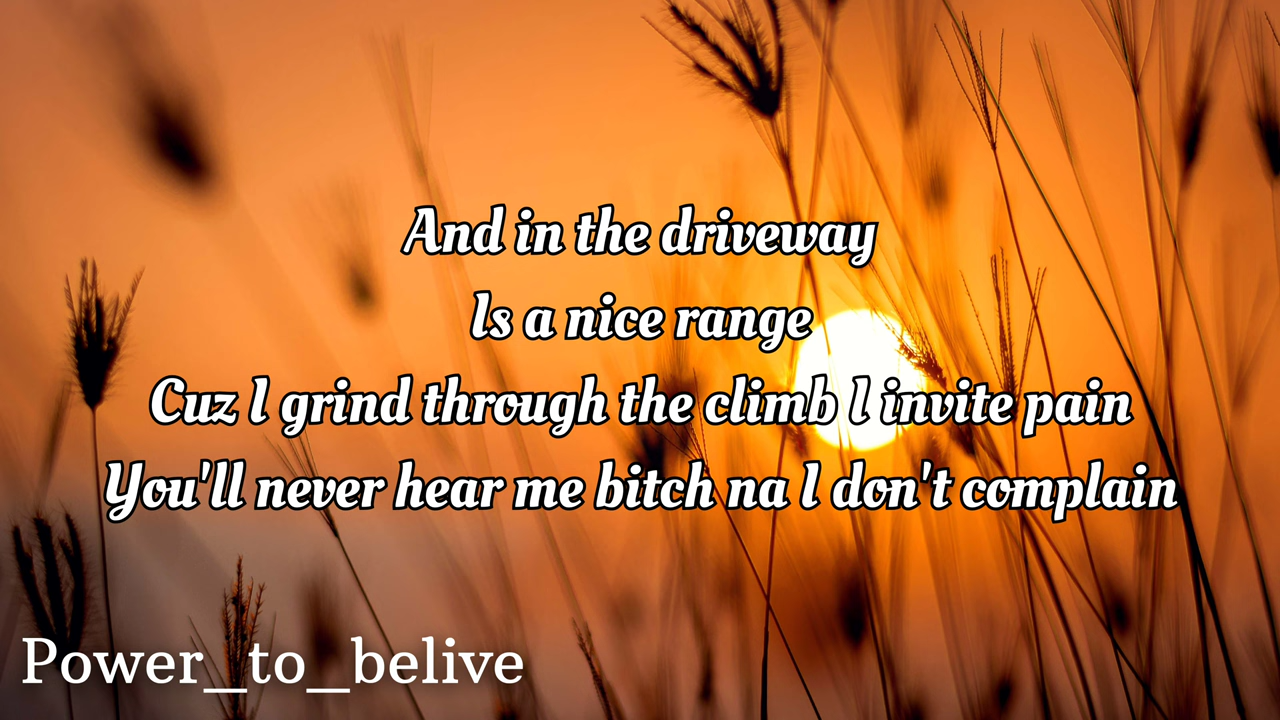 And in the driveway
Is a nice range
Cuz I grind through the climb I invite pain
You'll never hear me bitch na I don't complain
Power_to_belive